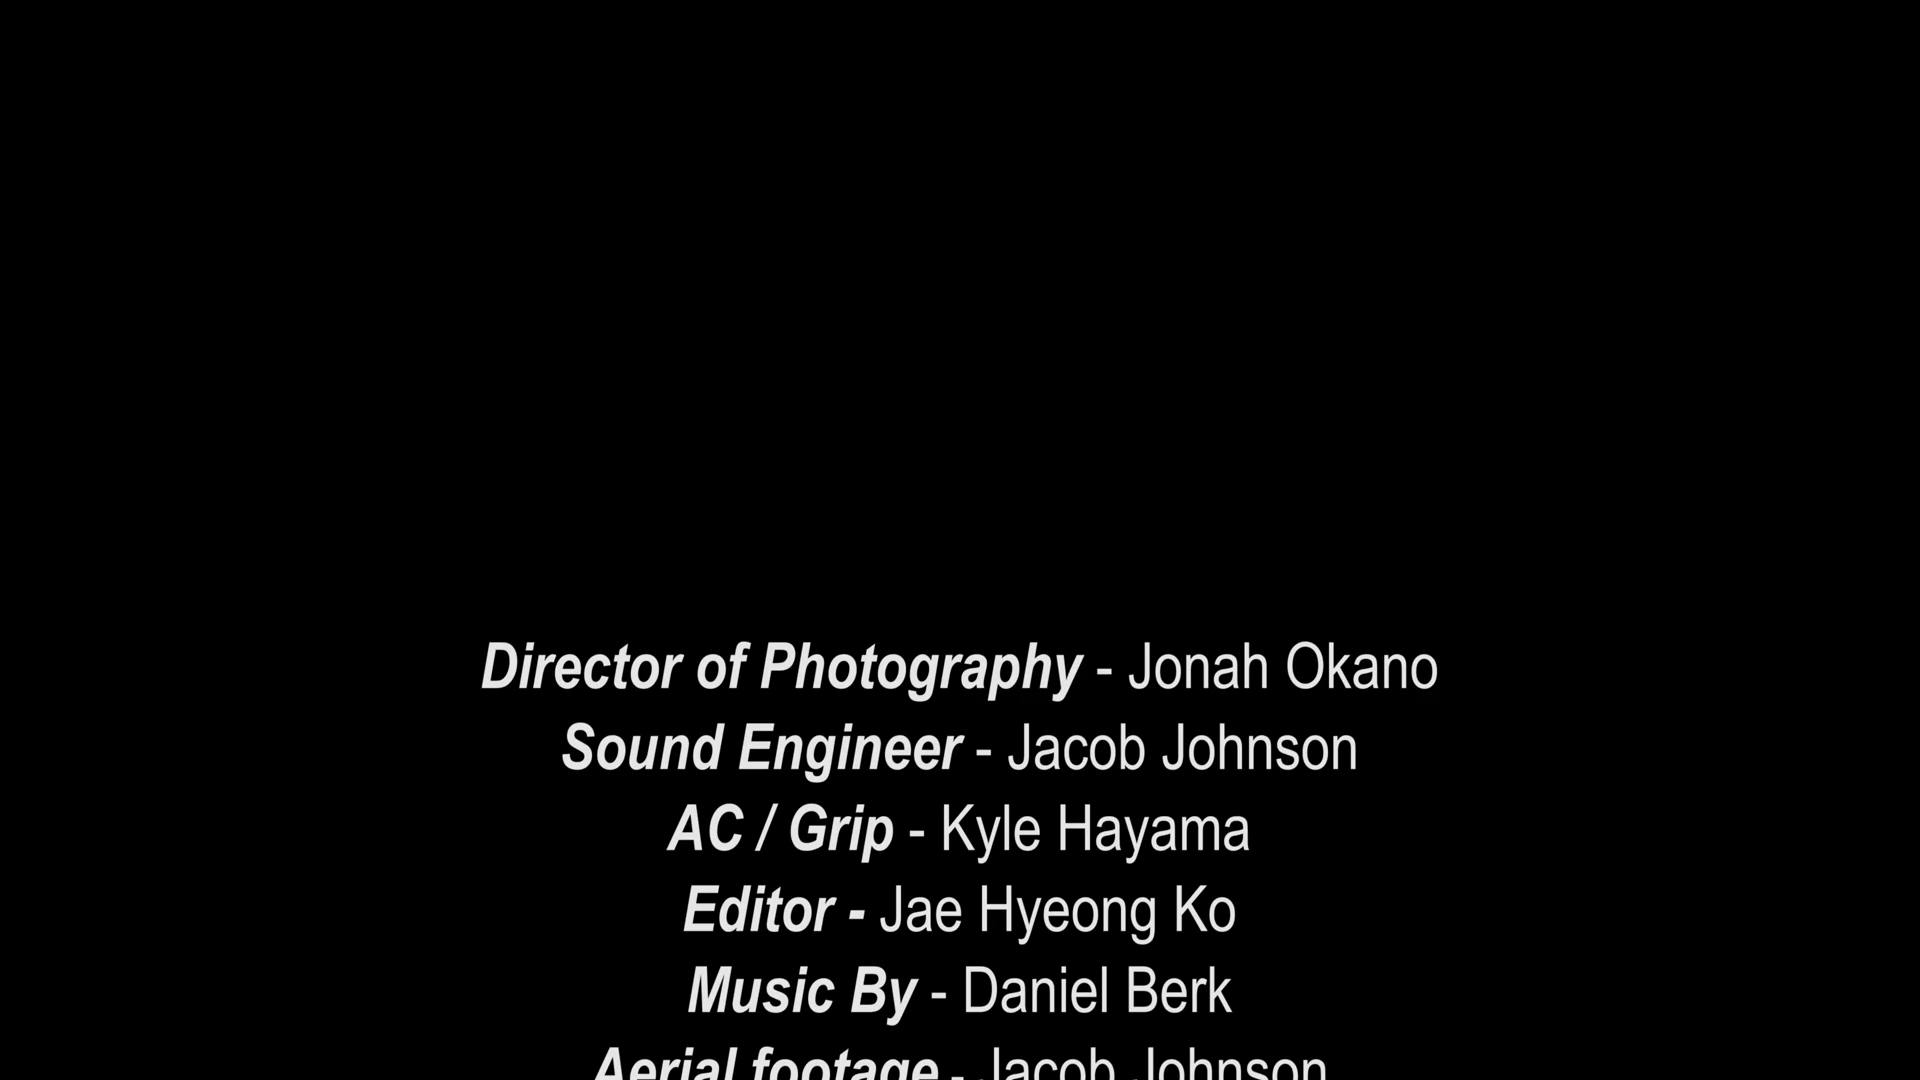 Director of Photography - Jonah Okano
Sound Engineer - Jacob Johnson
AC / Grip - Kyle Hayama
Editor - Jae Hyeong Ko
Music By - Daniel Berk
Aerial footage - Jacob Johnson